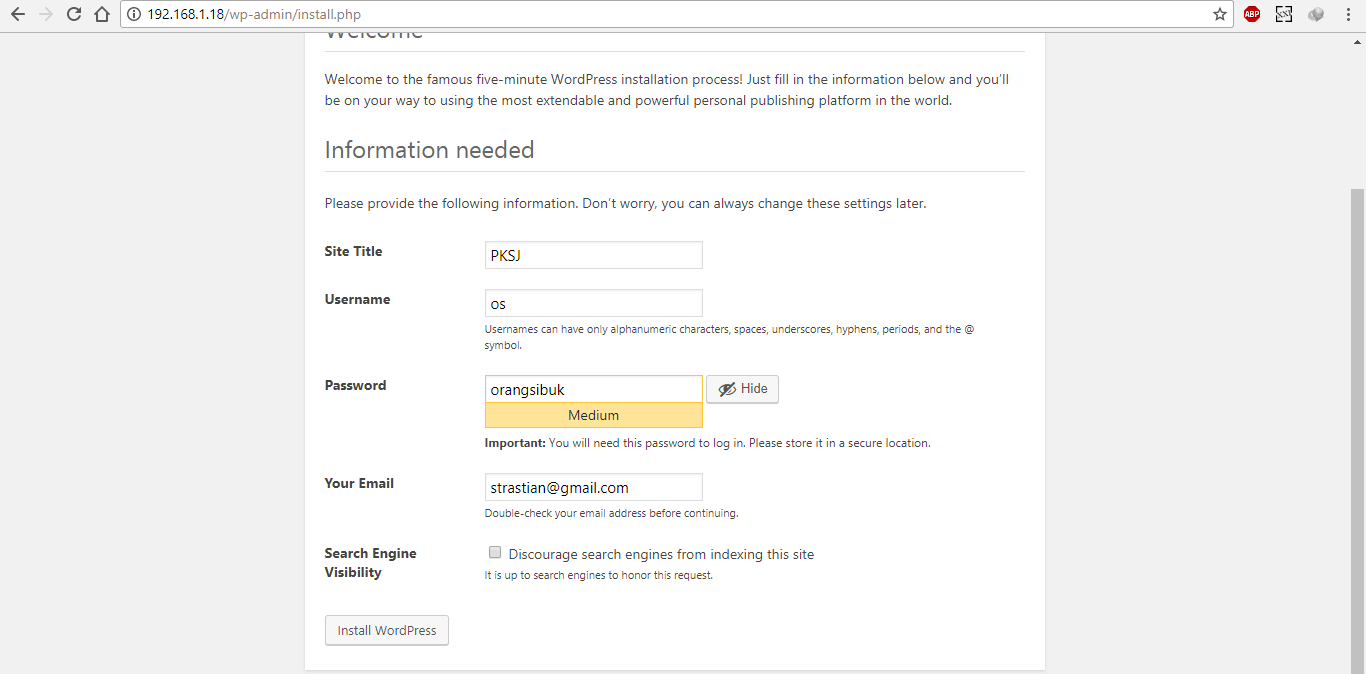 192.168.1.18/wp-admin/install.php
ABP
Welcome
Welcome to the famous five-minute WordPress installation process! Just fill in the information below and you’ll
be on your way to using the most extendable and powerful personal publishing platform in the world.
Information needed
Please provide the following information. Don’t worry, you can always change these settings later.
Site Title
PKSJ
Username
os
Usernames can have only alphanumeric characters, spaces, underscores, hyphens, periods, and the @
symbol.
Password
orangsibuk
Hide
Medium
Important: You will need this password to log in. Please store it in a secure location.
Your Email
strastian@gmail.com
Double-check your email address before continuing.
Search Engine
Visibility
Discourage search engines from indexing this site
It is up to search engines to honor this request.
Install WordPress